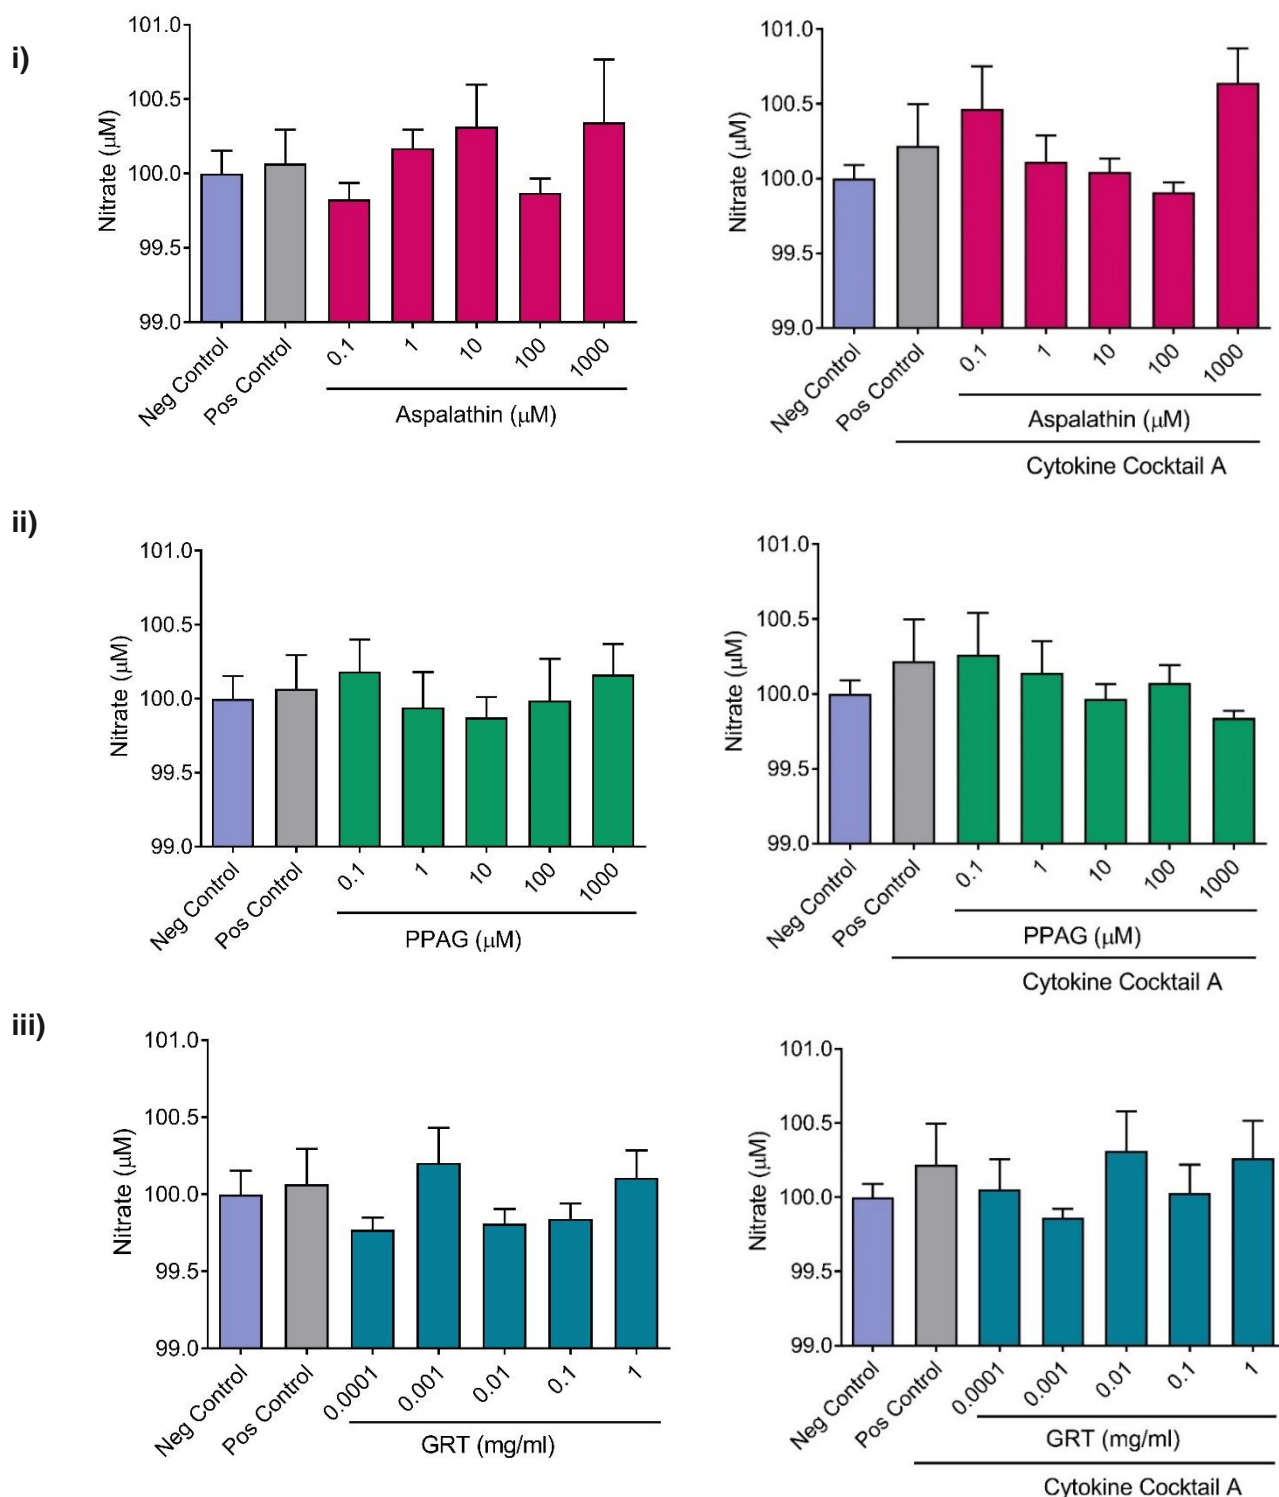 i)
101.0
100.5
100.0
99.5
99.0
Nitrate (µM)
Neg Control
Pos Control
0.1
1
10
100
1000
Aspalathin (µM)
101.0
100.5
100.0
99.5
99.0
Nitrate (µM)
Neg Control
Pos Control
0.1
1
10
100
1000
Aspalathin (µM)
Cytokine Cocktail A
ii)
101.0
100.5
100.0
99.5
99.0
Nitrate (µM)
Neg Control
Pos Control
0.1
1
10
100
1000
PPAG (µM)
101.0
100.5
100.0
99.5
99.0
Nitrate (µM)
Neg Control
Pos Control
0.1
1
10
100
1000
PPAG (µM)
Cytokine Cocktail A
iii)
101.0
100.5
100.0
99.5
99.0
Nitrate (µM)
Neg Control
Pos Control
0.0001
0.001
0.01
0.1
1
GRT (mg/ml)
101.0
100.5
100.0
99.5
99.0
Nitrate (µM)
Neg Control
Pos Control
0.0001
0.001
0.01
0.1
1
GRT (mg/ml)
Cytokine Cocktail A